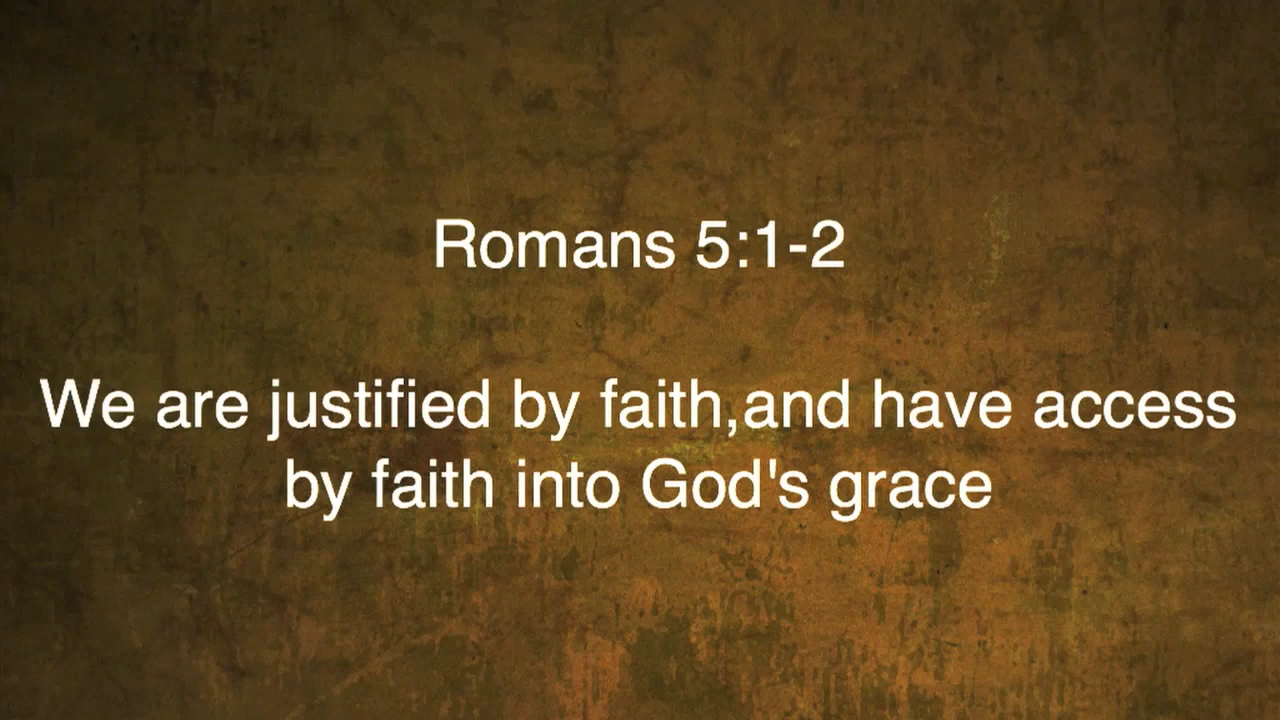 Romans 5:1-2
We are justified by faith,and have access
by faith into God's grace